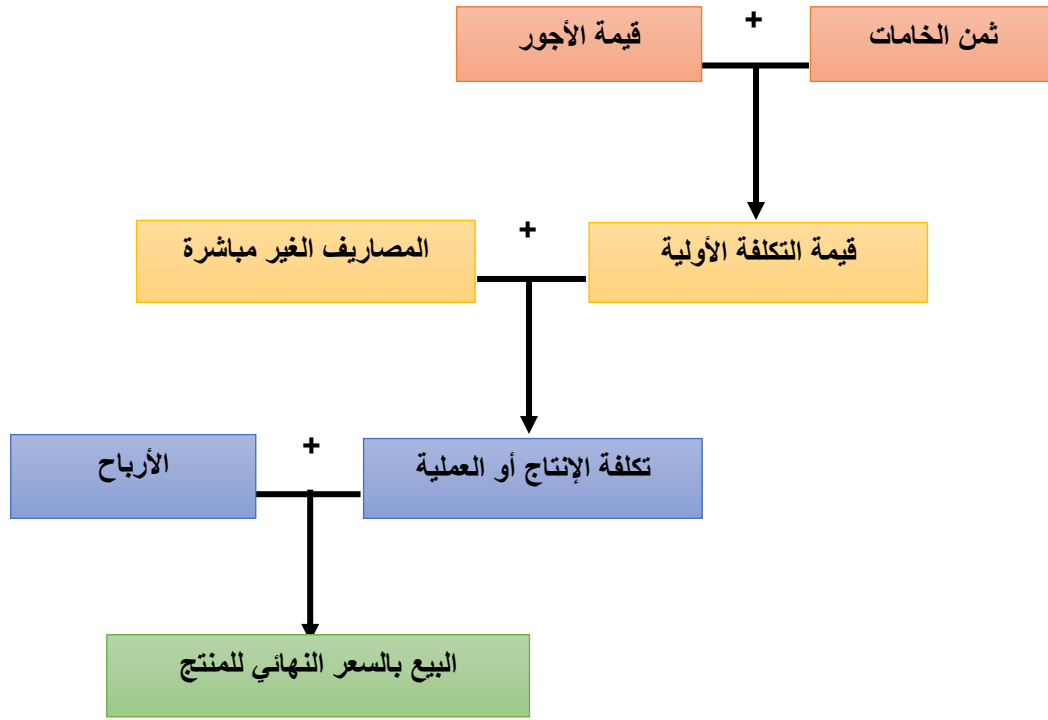 ثمن الخامات
+
قيمة الأجور
قيمة التكلفة الأولية
+
المصاريف الغير مباشرة
تكلفة الإنتاج أو العملية
+
الأرباح
البيع بالسعر النهائي للمنتج